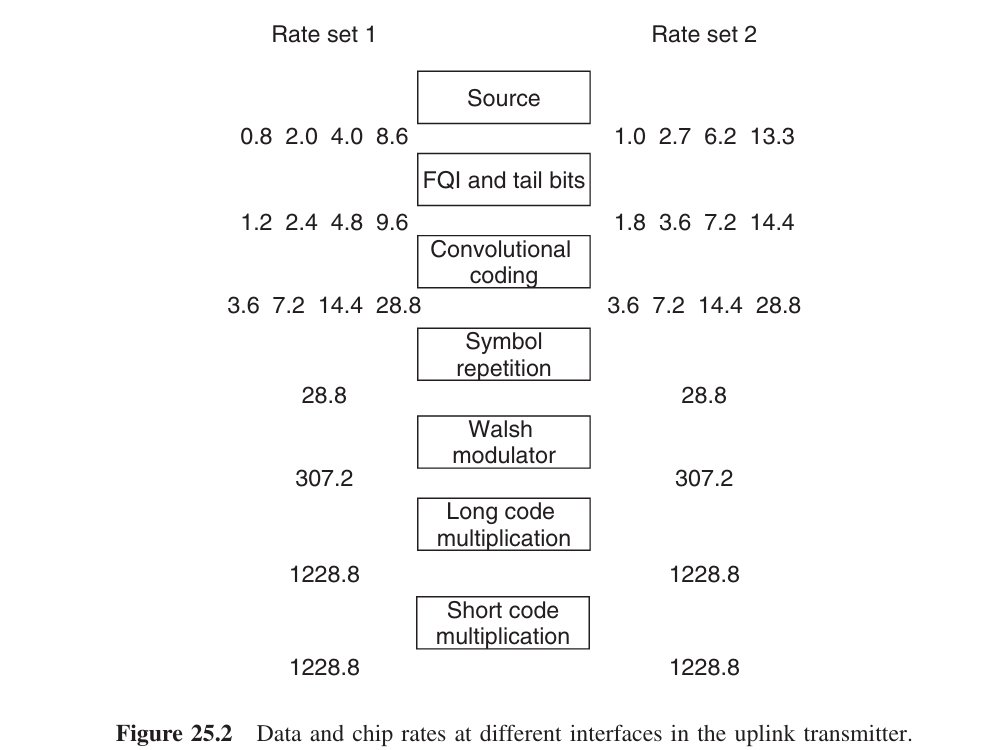 Rate set 1 Rate set 2
Source
0.8 2.0 4.0 8.6 1.0 2.7 6.2 13.3
FQI and tail bits
1.2 2.4 4.8 9.6 1.8 3.6 7.2 14.4
Convolutional
coding
3.6 7.2 14.4 28.8 3.6 7.2 14.4 28.8
Symbol
repetition
28.8 28.8
Walsh
modulator
307.2 307.2
Long code
multiplication
1228.8 1228.8
Short code
multiplication
1228.8 1228.8
Figure 25.2 Data and chip rates at different interfaces in the uplink transmitter.